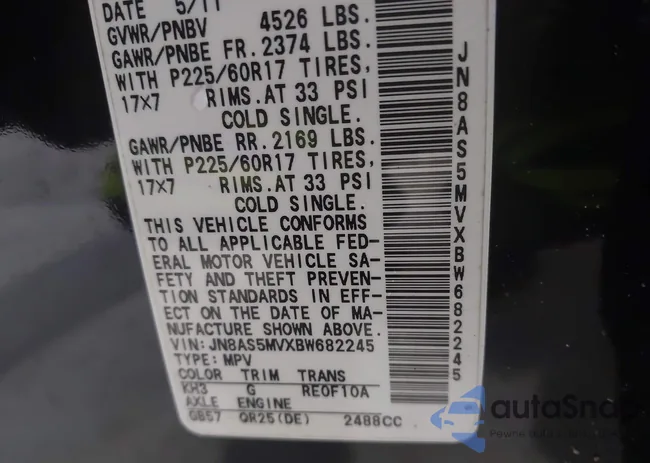 DATE 5/11
GVWR/PNBV 4526 LBS.
GAWR/PNBE FR. 2374 LBS.
WITH P225/60R17 TIRES,
17x7 RIMS. AT 33 PSI
COLD SINGLE.
GAWR/PNBE RR. 2169 LBS.
WITH P225/60R17 TIRES,
17x7 RIMS. AT 33 PSI
COLD SINGLE.
THIS VEHICLE CONFORMS
TO ALL APPLICABLE FED-
ERAL MOTOR VEHICLE SA-
FETY AND THEFT PREVEN-
TION STANDARDS IN EFF-
ECT ON THE DATE OF MA-
NUFACTURE SHOWN ABOVE.
VIN:JN8AS5MVXBW682245
TYPE:MPV
COLOR TRIM TRANS
KH3 G RE0F10A
AXLE ENGINE
GB57 QR25(DE) 2488CC
JN8AS5MVXBW682245
autaSna